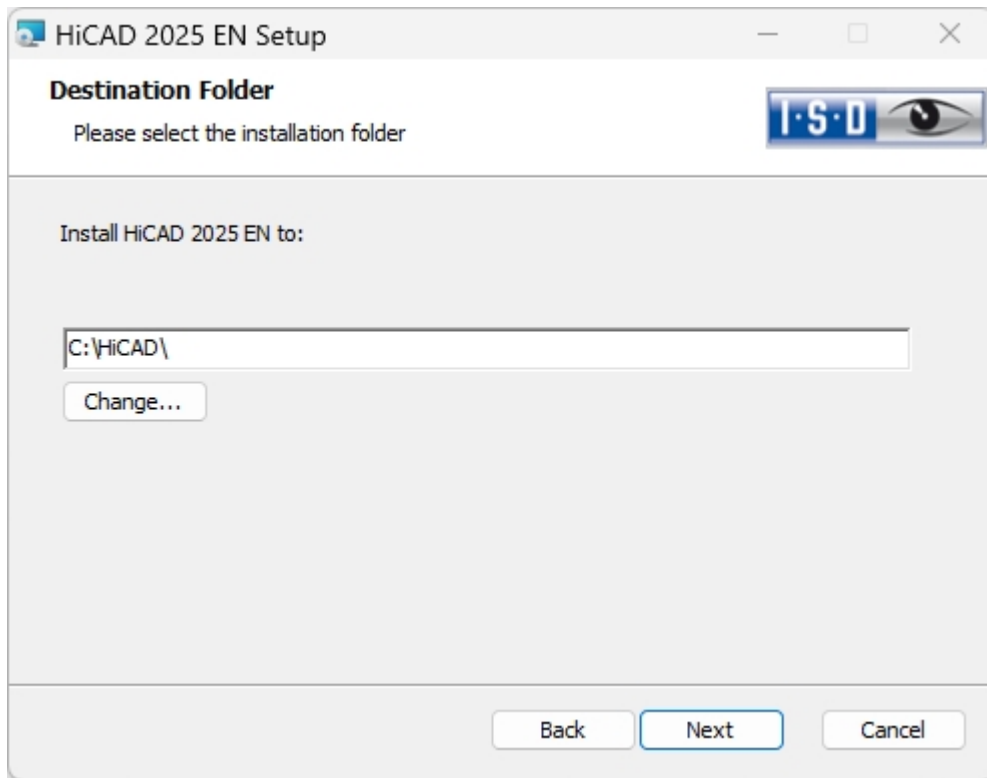 HiCAD 2025 EN Setup
Destination Folder
Please select the installation folder
I·S·D
Install HiCAD 2025 EN to:
C:\HiCAD\
Change...
Back
Next
Cancel